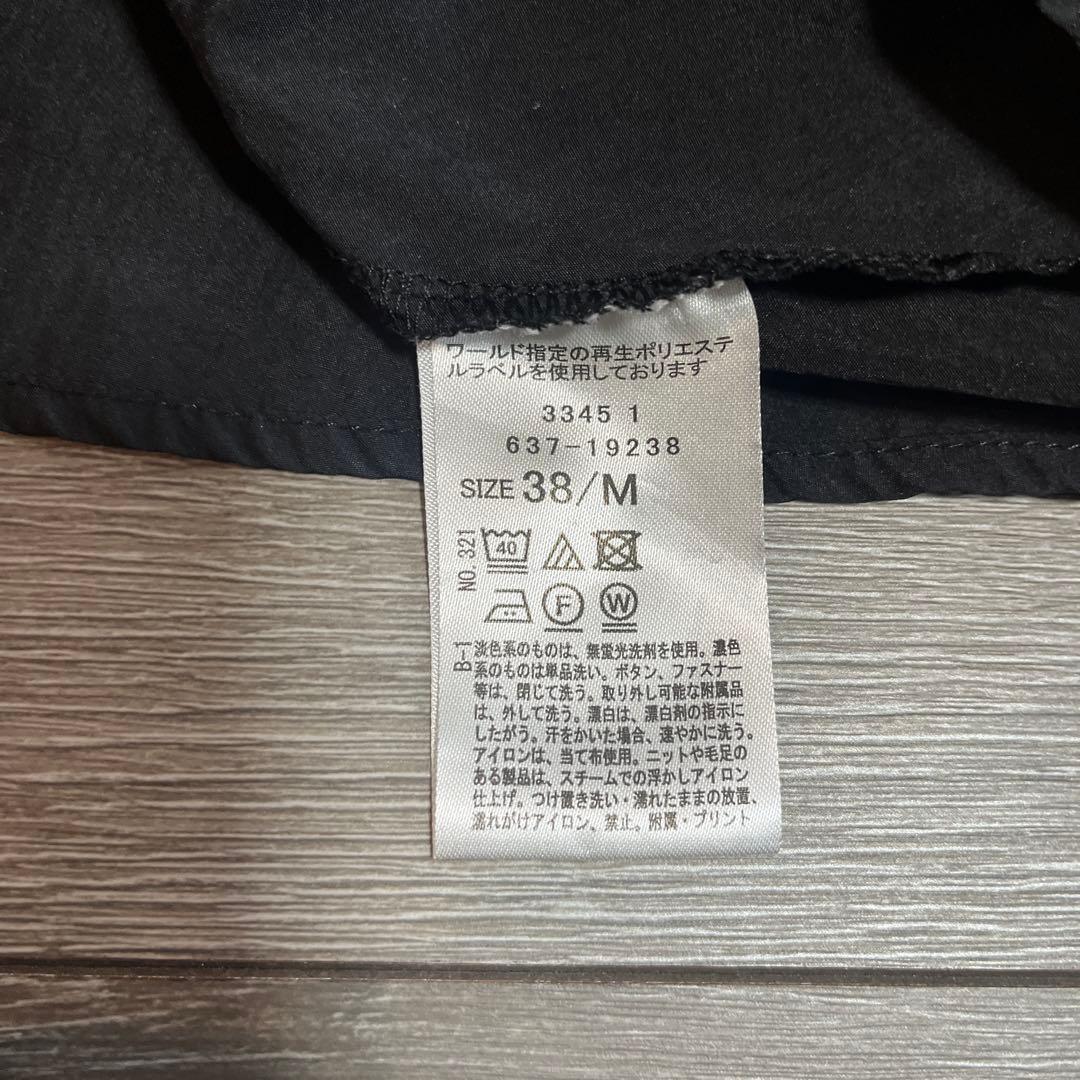 ワールド指定の再生ポリエステ
ルラベルを使用しております
3345 1
637-19238
SIZE 38/M
NO. 321
40
F W
B-1
淡色系のものは、無蛍光洗剤を使用。濃色
系のものは単品洗い。ボタン、ファスナー
等は、閉じて洗う。取り外し可能な附属品
は、外して洗う。漂白は、漂白剤の指示に
したがう。汗をかいた場合、速やかに洗う。
アイロンは、当て布使用。ニットや毛足の
ある製品は、スチームでの浮かしアイロン
仕上げ。つけ置き洗い・濡れたままの放置、
濡れがけアイロン、禁止。附属・プリント